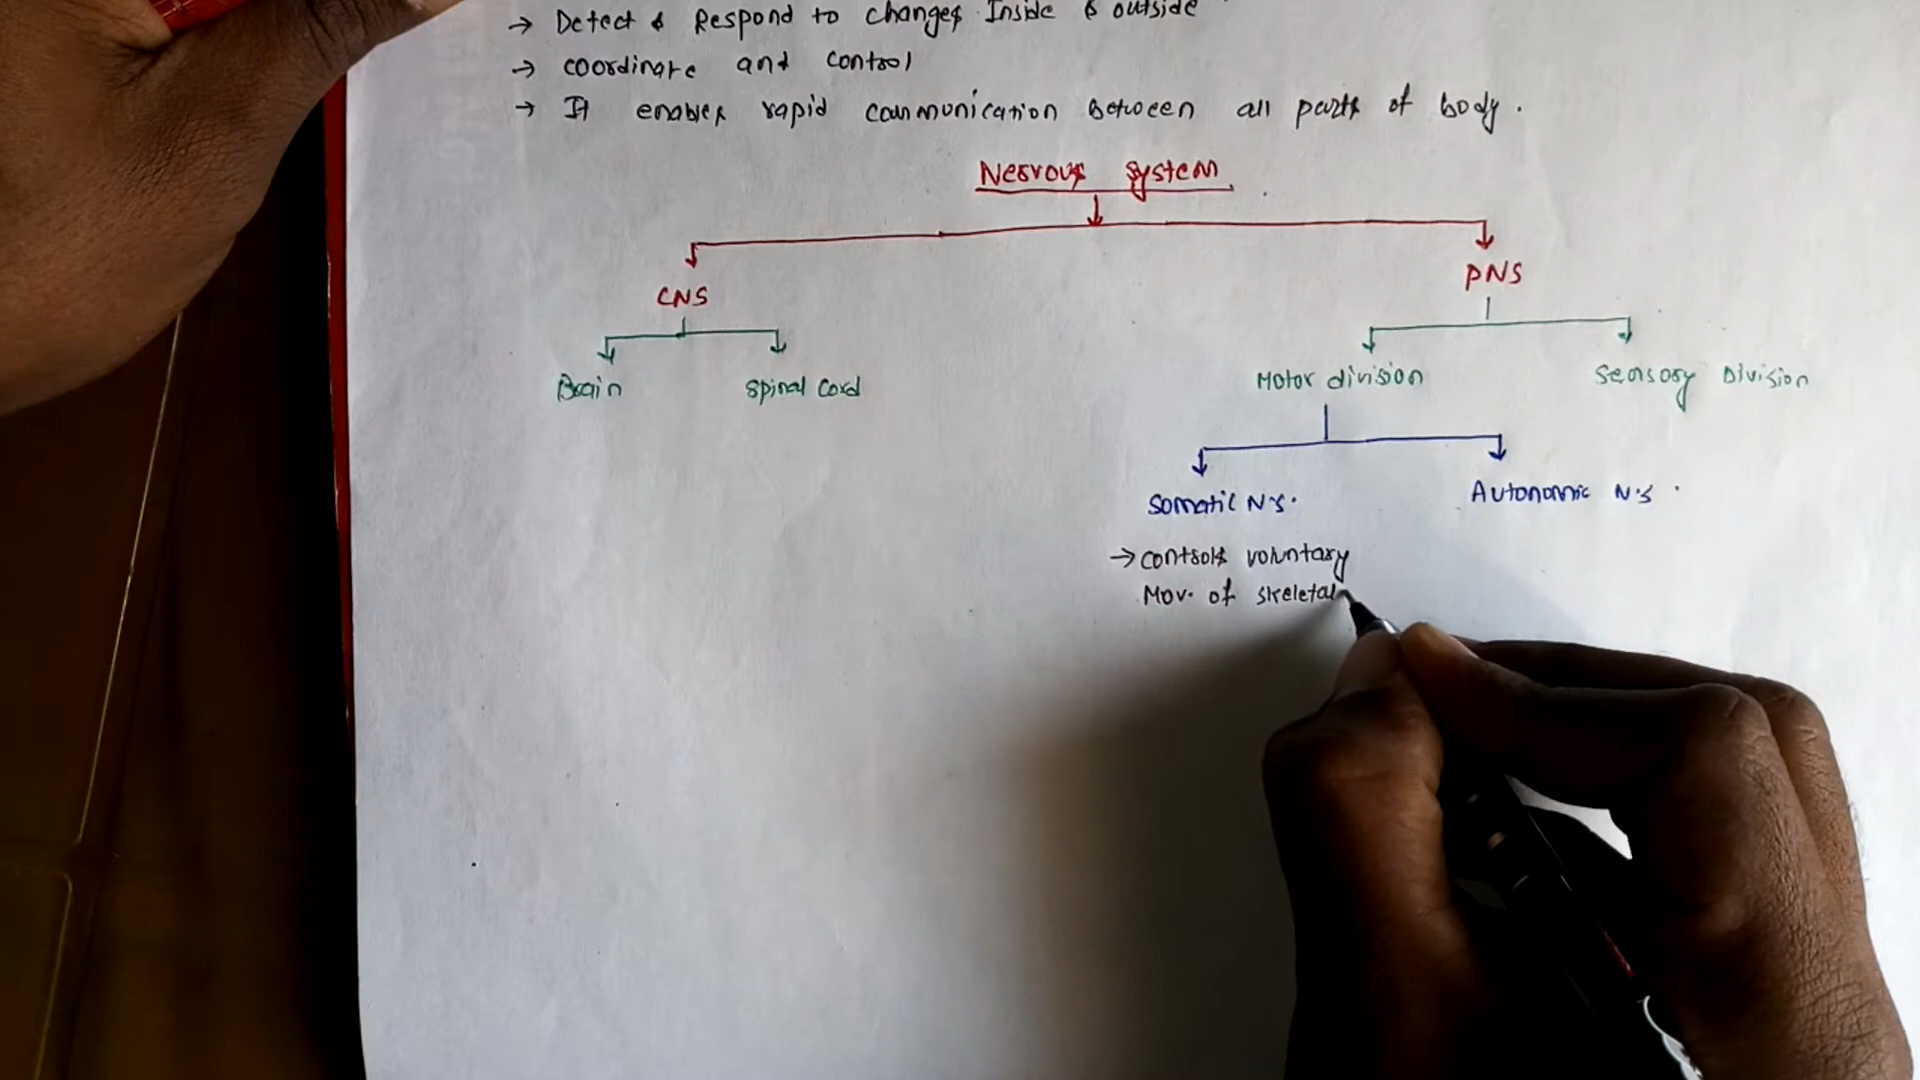 → Detect & Respond to changes Inside & outside
→ coordinate and control
→ It enables rapid communication between all parts of body.
Nervous system
CNS
PNS
Brain
spinal cord
Motor division
Sensory Division
Somatic N.S.
Autonomic N.S.
→ controls voluntary
Mov. of skeletal